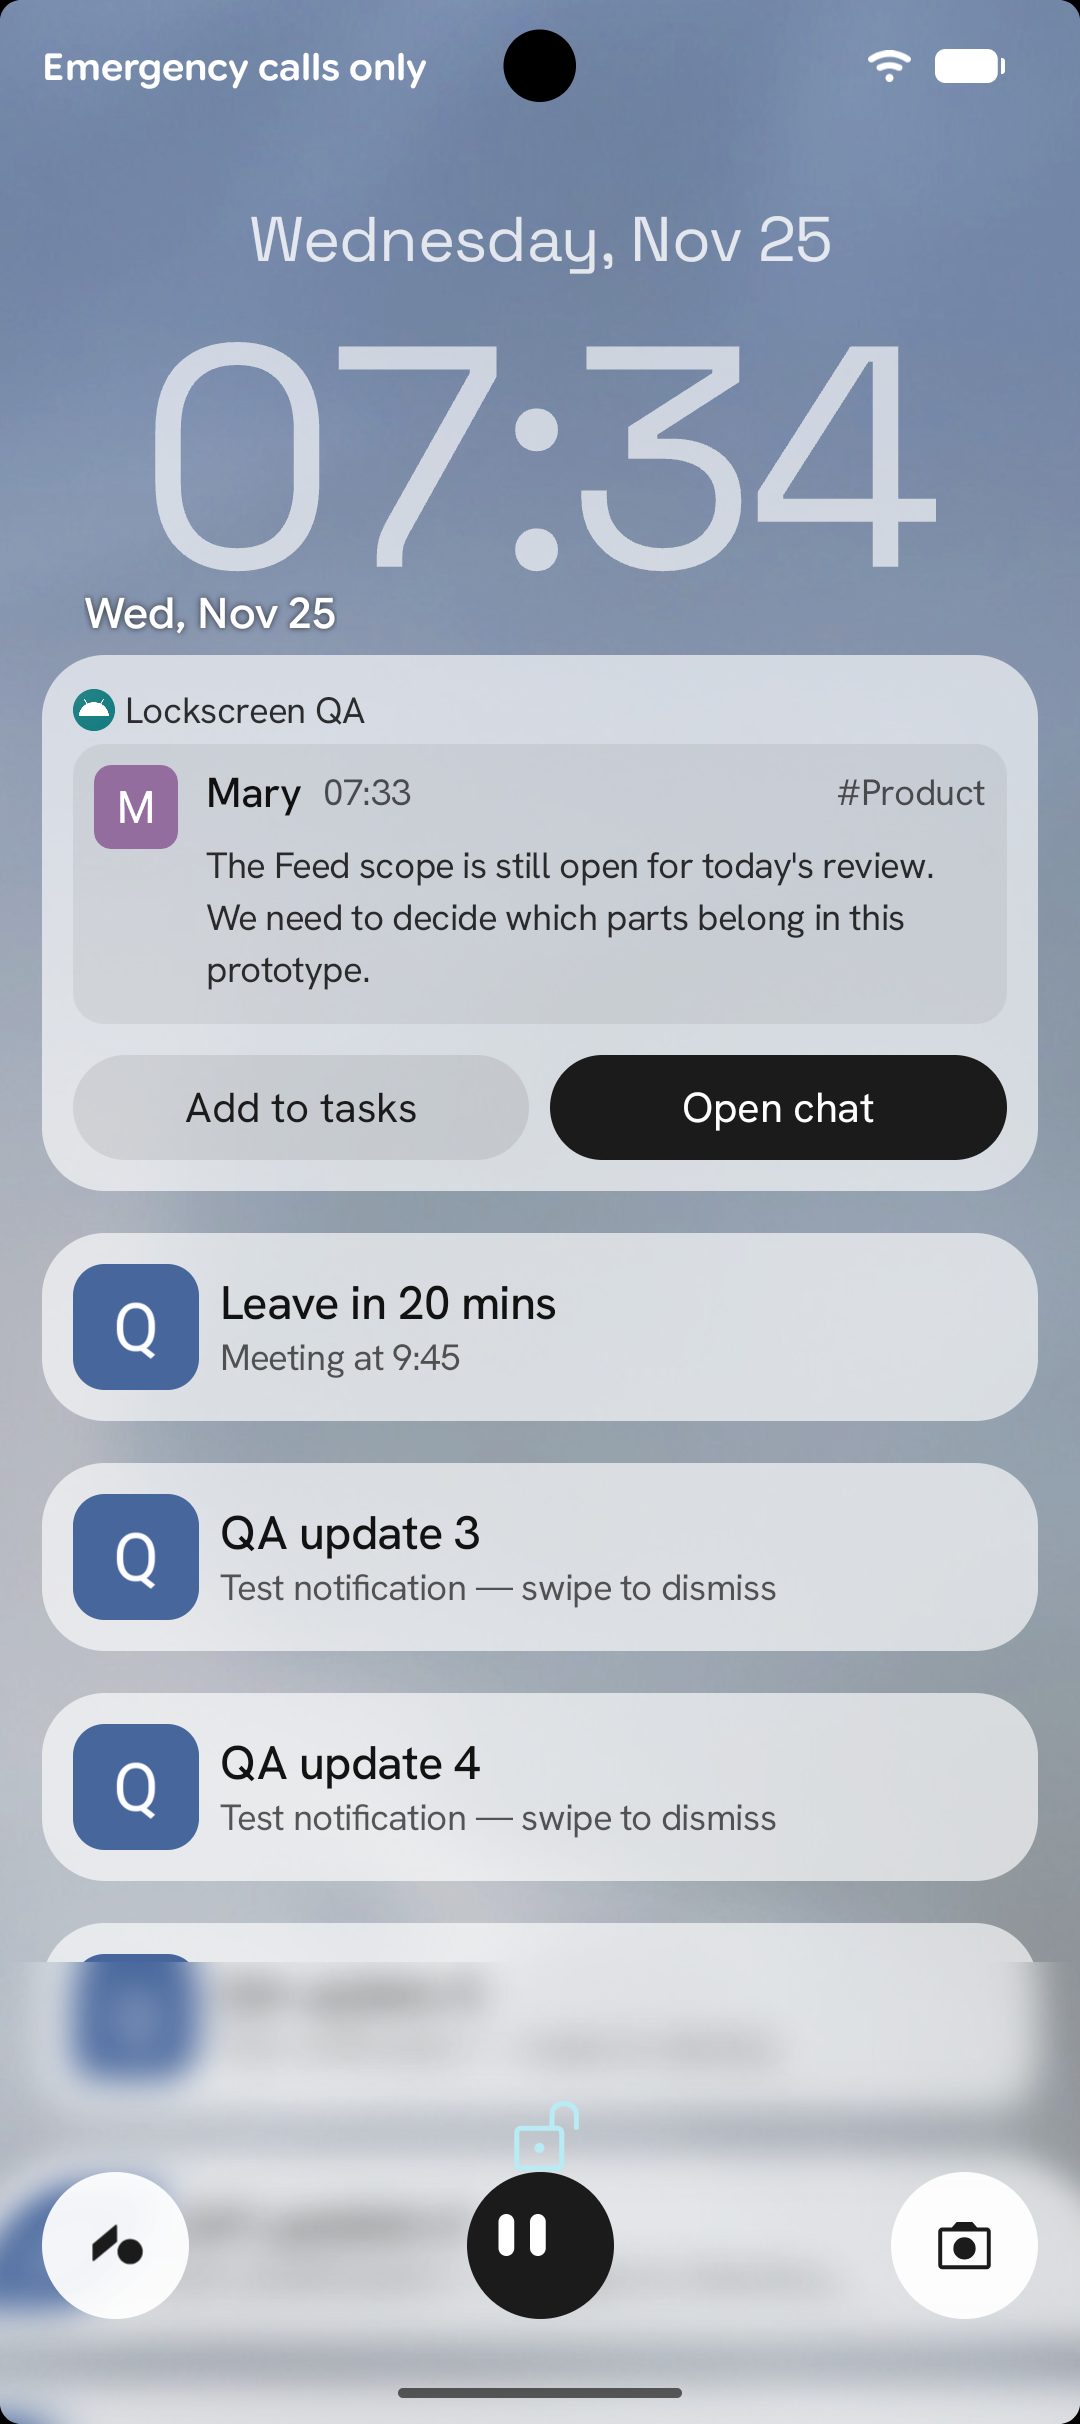 Emergency calls only
Wednesday, Nov 25
07:34
Wed, Nov 25
Lockscreen QA
M
Mary 07:33 #Product
The Feed scope is still open for today's review.
We need to decide which parts belong in this
prototype.
Add to tasks
Open chat
Q
Leave in 20 mins
Meeting at 9:45
Q
QA update 3
Test notification — swipe to dismiss
Q
QA update 4
Test notification — swipe to dismiss